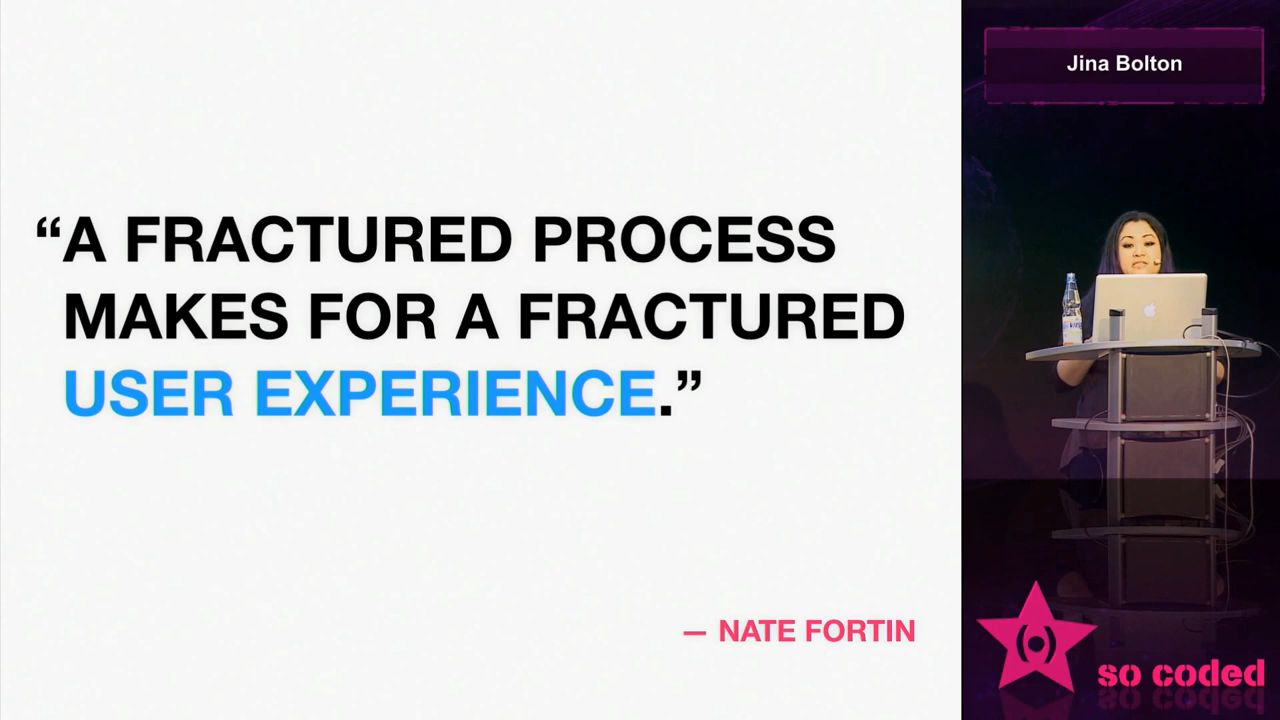 “A FRACTURED PROCESS
MAKES FOR A FRACTURED
USER EXPERIENCE.”
— NATE FORTIN
Jina Bolton
so coded